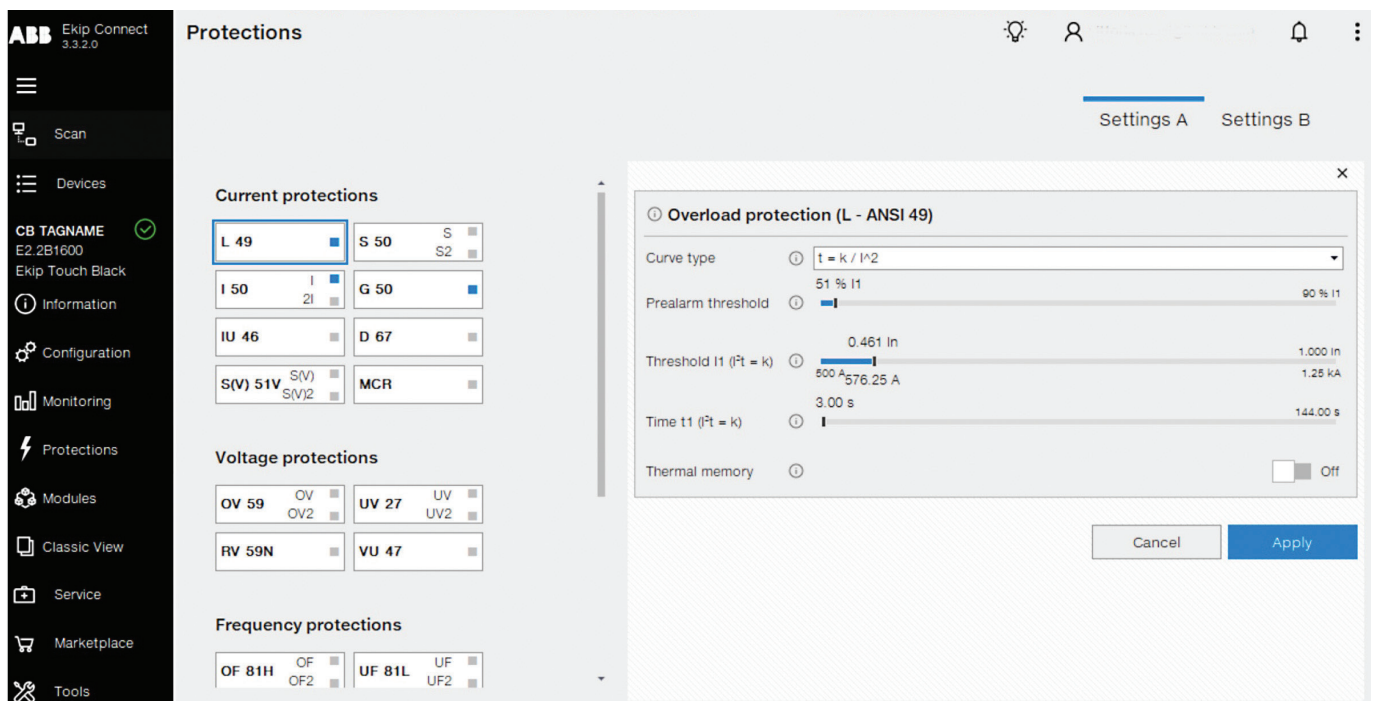 ABB
Ekip Connect
3.3.2.0
Protections
Scan
Devices
CB TAGNAME
E2.2B1600
Ekip Touch Black
Information
Configuration
Monitoring
Protections
Modules
Classic View
Service
Marketplace
Tools
Settings A
Settings B
Current protections
L 49
S 50
S
S2
I 50
I
2I
G 50
IU 46
D 67
S(V) 51V
S(V)
S(V)2
MCR
Voltage protections
OV 59
OV
OV2
UV 27
UV
UV2
RV 59N
VU 47
Frequency protections
OF 81H
OF
OF2
UF 81L
UF
UF2
Overload protection (L - ANSI 49)
Curve type
t = k / I^2
51 % I1
Prealarm threshold
90 % I1
0.461 In
Threshold I1 (I²t = k)
1.000 In
500 A
576.25 A
1.25 kA
3.00 s
Time t1 (I²t = k)
144.00 s
Thermal memory
Off
Cancel
Apply